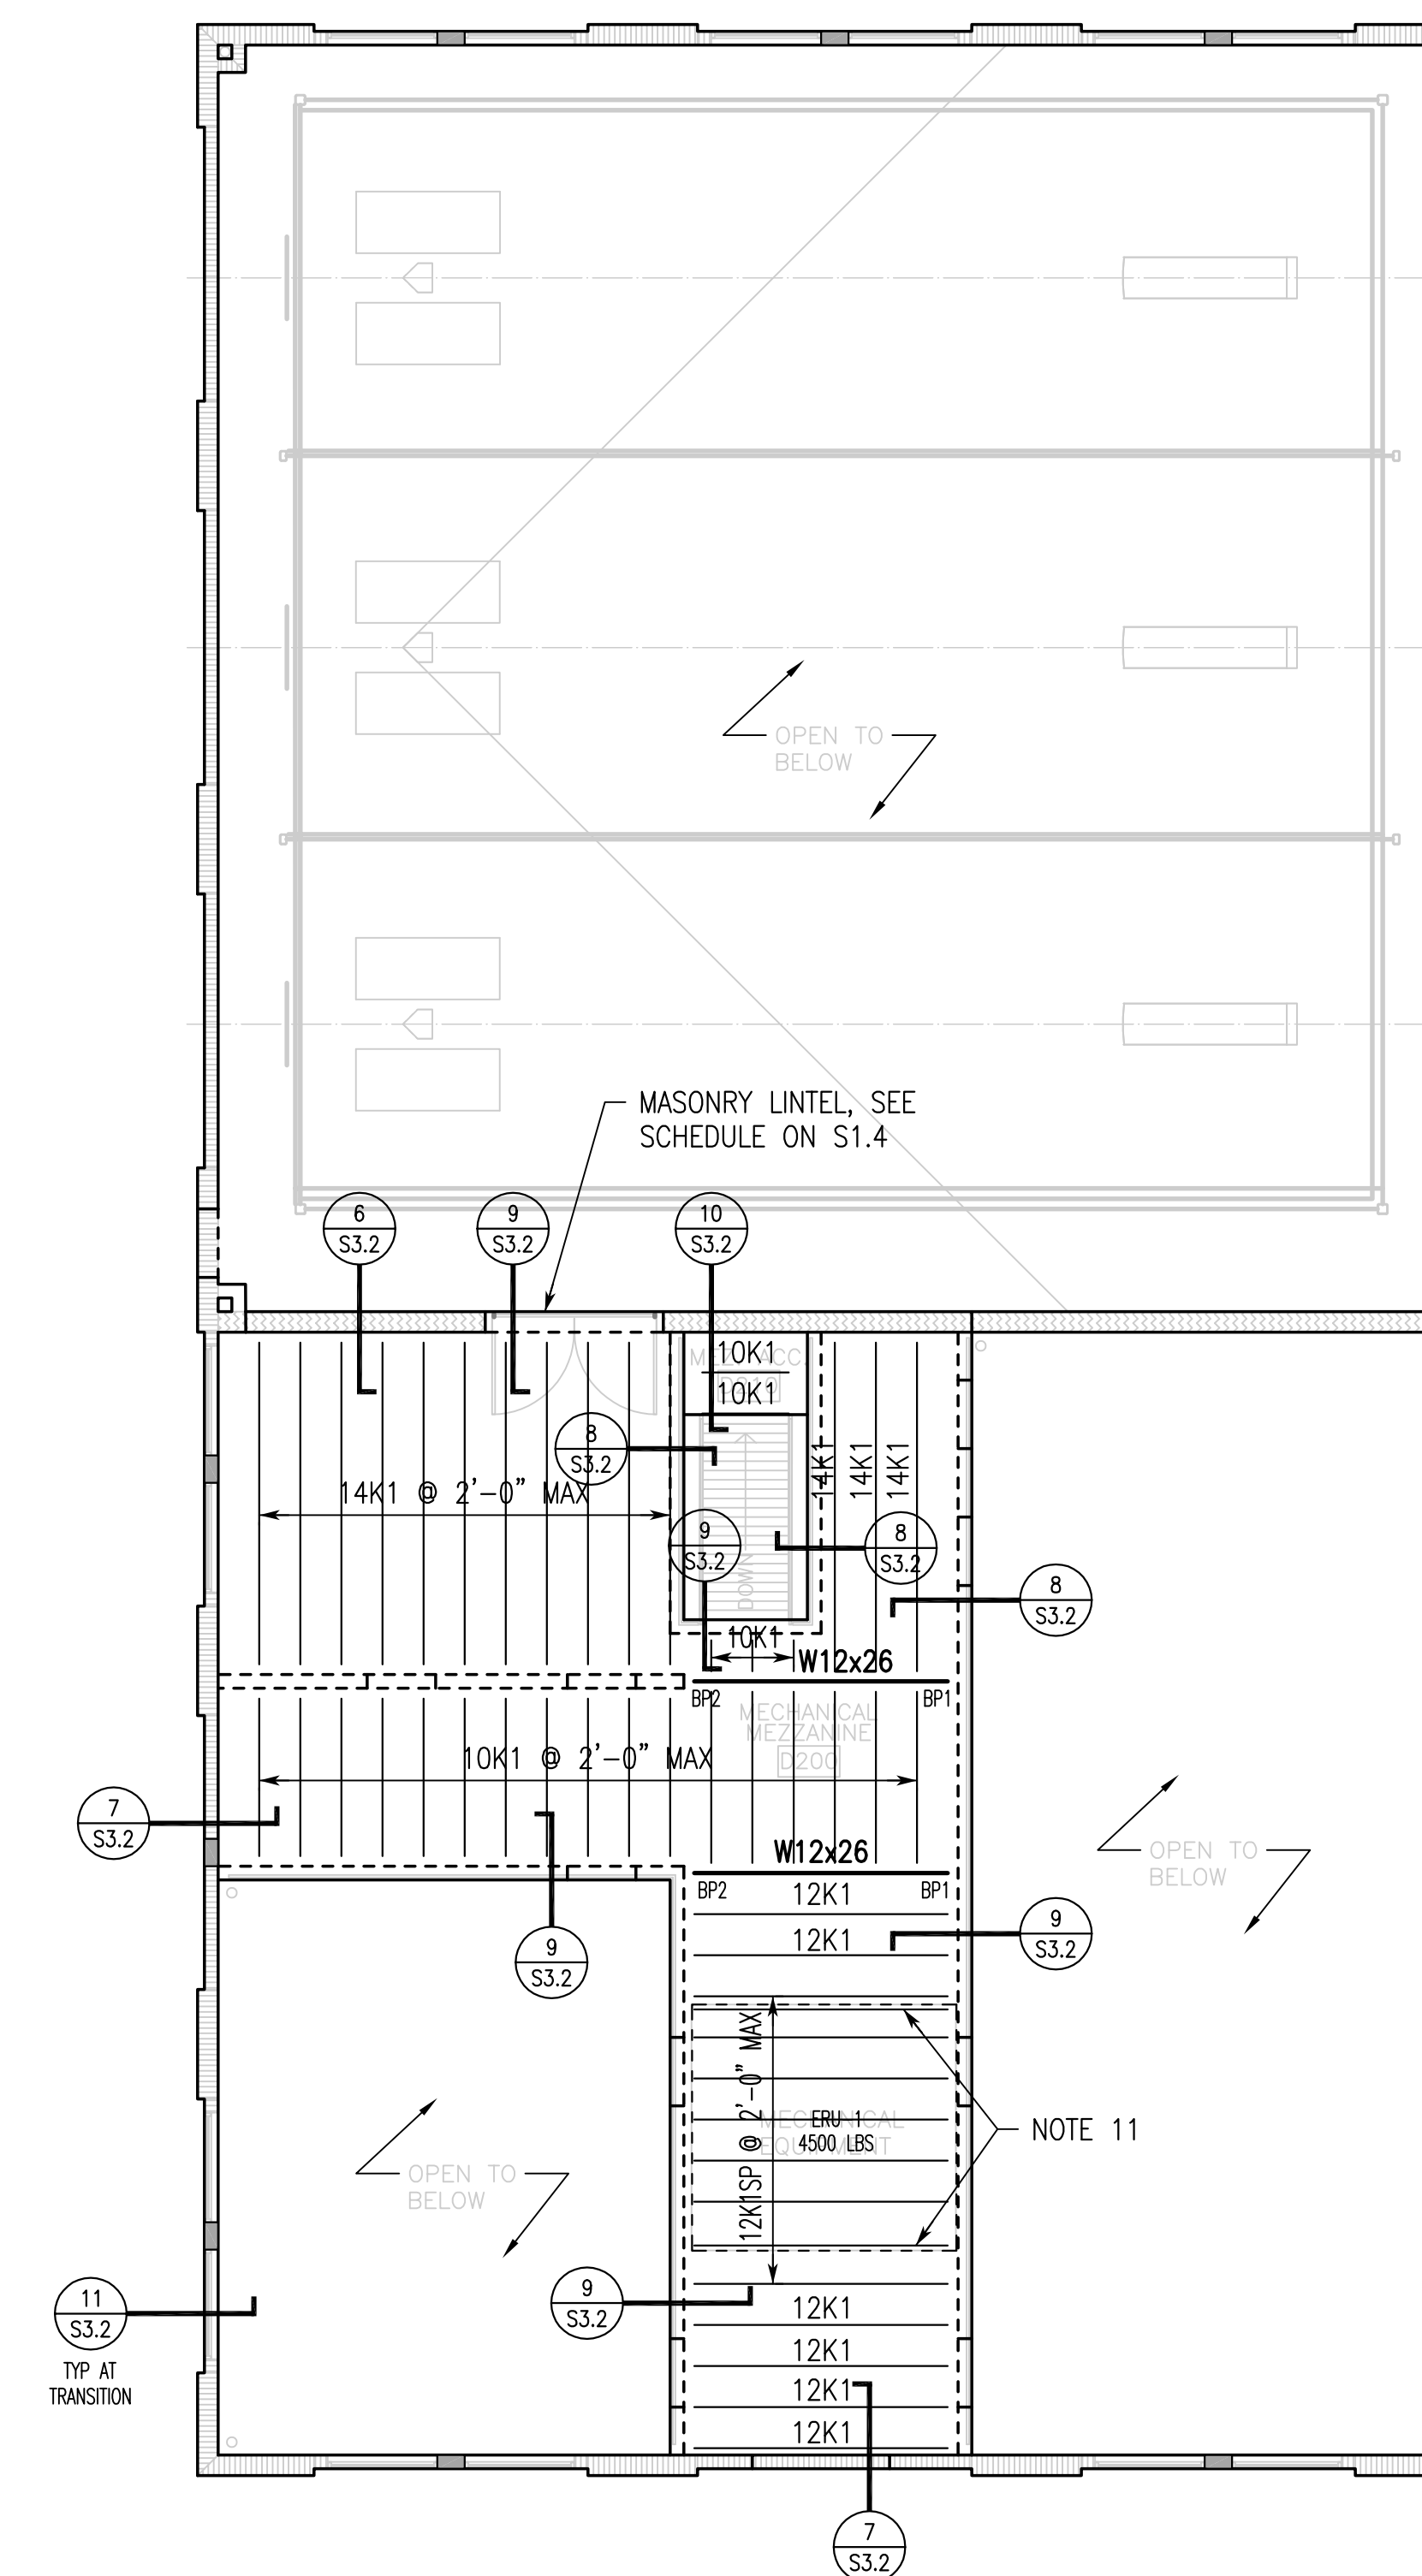 OPEN TO
BELOW
MASONRY LINTEL, SEE
SCHEDULE ON S1.4
6
S3.2
9
S3.2
10
S3.2
10K1
MEZ. ACC.
10K1
D210
8
S3.2
14K1 @ 2'-0" MAX
14K1
14K1
14K1
9
S3.2
8
S3.2
DOWN
8
S3.2
10K1
W12x26
BP2
BP1
MECHANICAL
MEZZANINE
D200
10K1 @ 2'-0" MAX
7
S3.2
W12x26
BP2
12K1
BP1
OPEN TO
BELOW
12K1
9
S3.2
9
S3.2
12K1SP @ 2'-0" MAX
MECHANICAL
EQUIPMENT
ERU 1
4500 LBS
NOTE 11
OPEN TO
BELOW
11
S3.2
TYP AT
TRANSITION
9
S3.2
12K1
12K1
12K1
12K1
7
S3.2